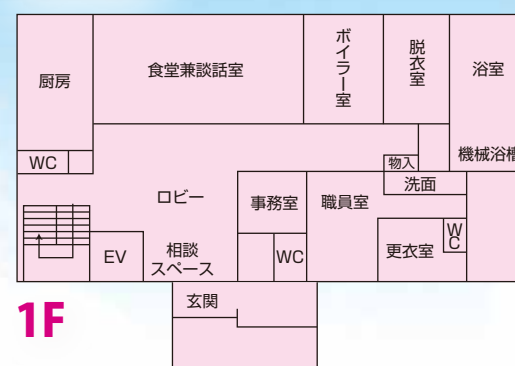 厨房
食堂兼談話室
ボイラー室
脱衣室
浴室
WC
物入
機械浴槽
洗面
ロビー
事務室
職員室
EV
相談
スペース
WC
更衣室
WC
玄関
1F